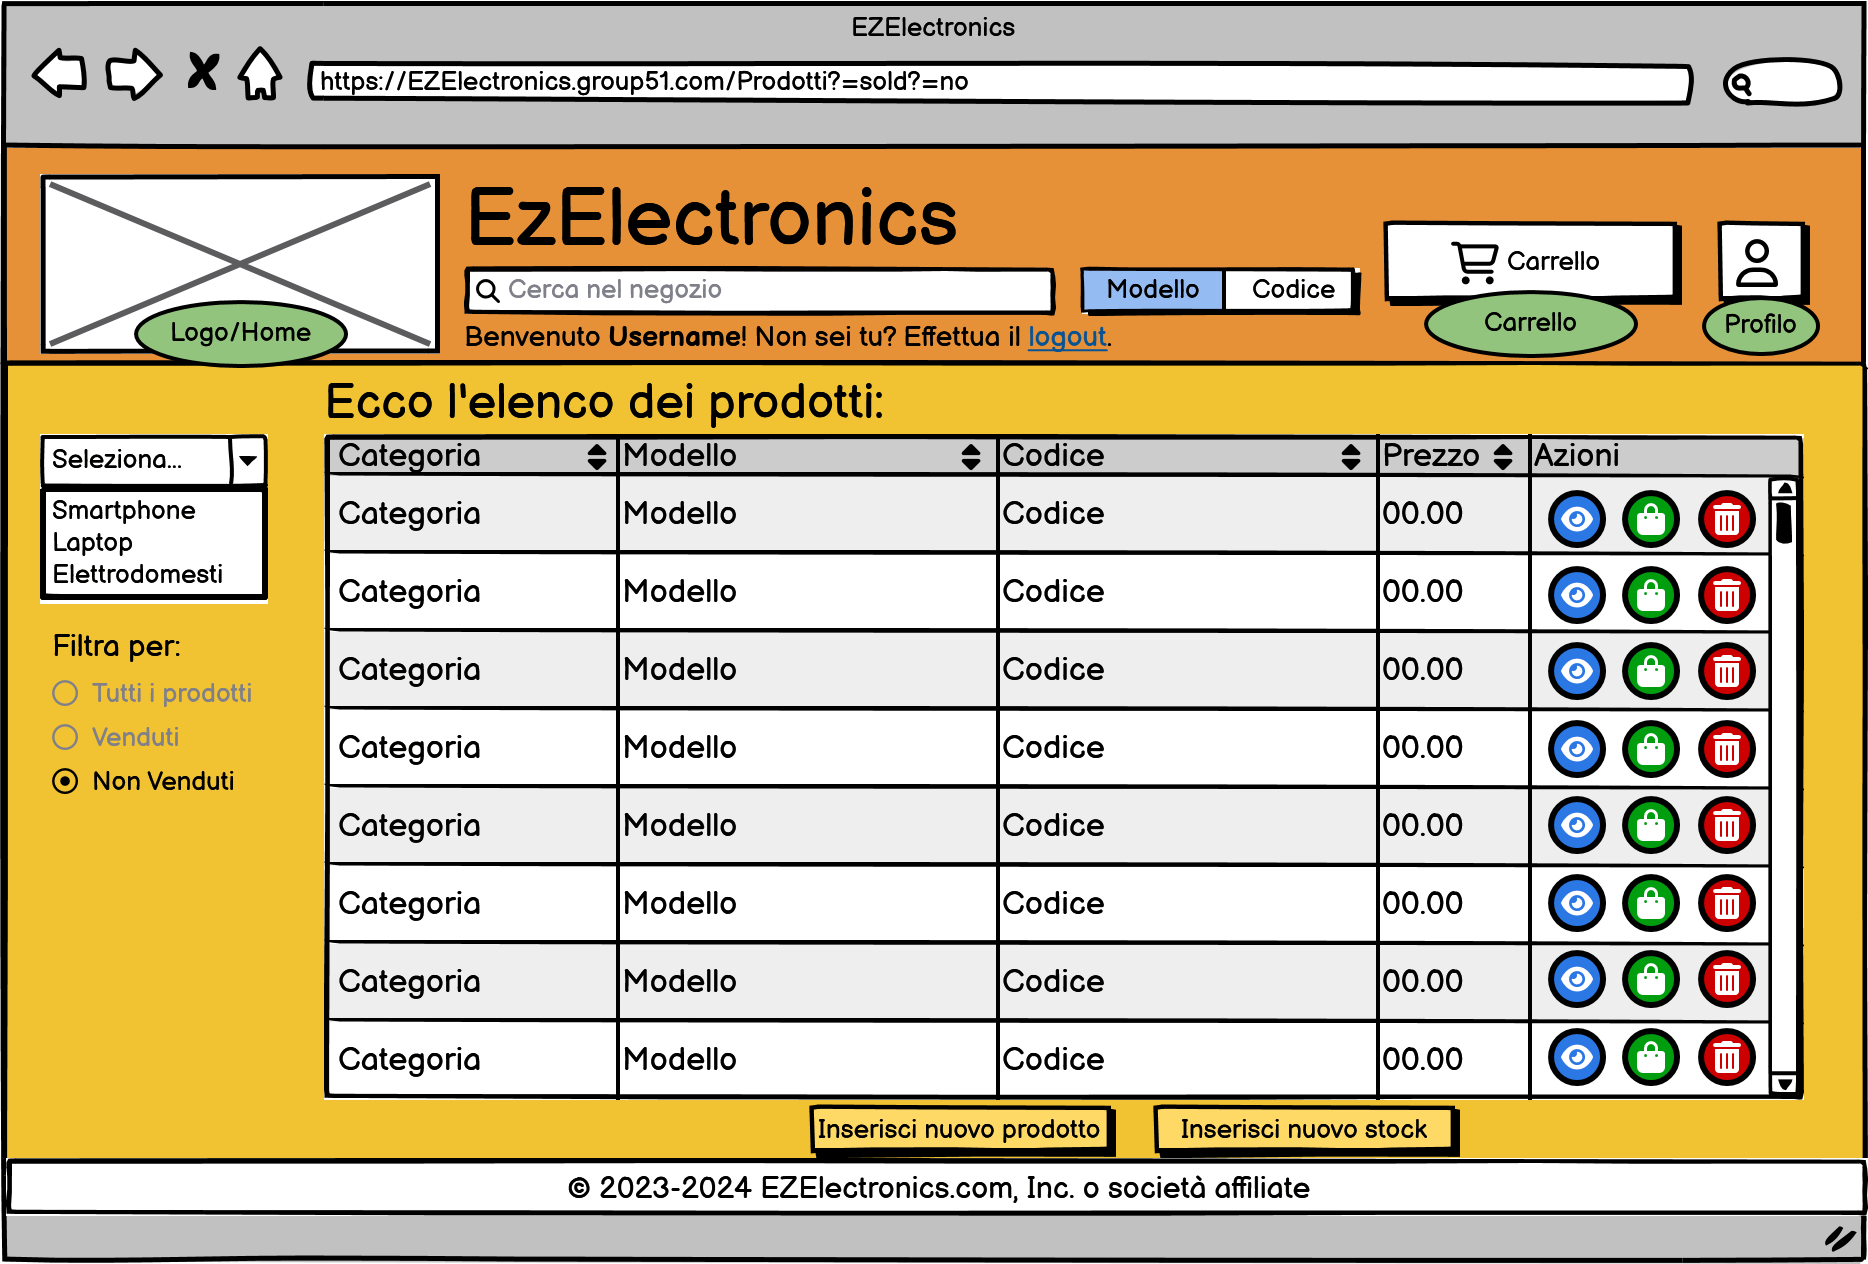 EZElectronics
https://EZElectronics.group51.com/Prodotti?=sold?=no
EzElectronics
Logo/Home
Cerca nel negozio
Modello Codice
Carrello
Carrello
Profilo
Benvenuto Username! Non sei tu? Effettua il logout.
Ecco l'elenco dei prodotti:
Seleziona...
Smartphone
Laptop
Elettrodomesti
Filtra per:
Tutti i prodotti
Venduti
Non Venduti
Categoria Modello Codice Prezzo Azioni
Categoria Modello Codice 00.00
Categoria Modello Codice 00.00
Categoria Modello Codice 00.00
Categoria Modello Codice 00.00
Categoria Modello Codice 00.00
Categoria Modello Codice 00.00
Categoria Modello Codice 00.00
Categoria Modello Codice 00.00
Inserisci nuovo prodotto Inserisci nuovo stock
© 2023-2024 EZElectronics.com, Inc. o società affiliate